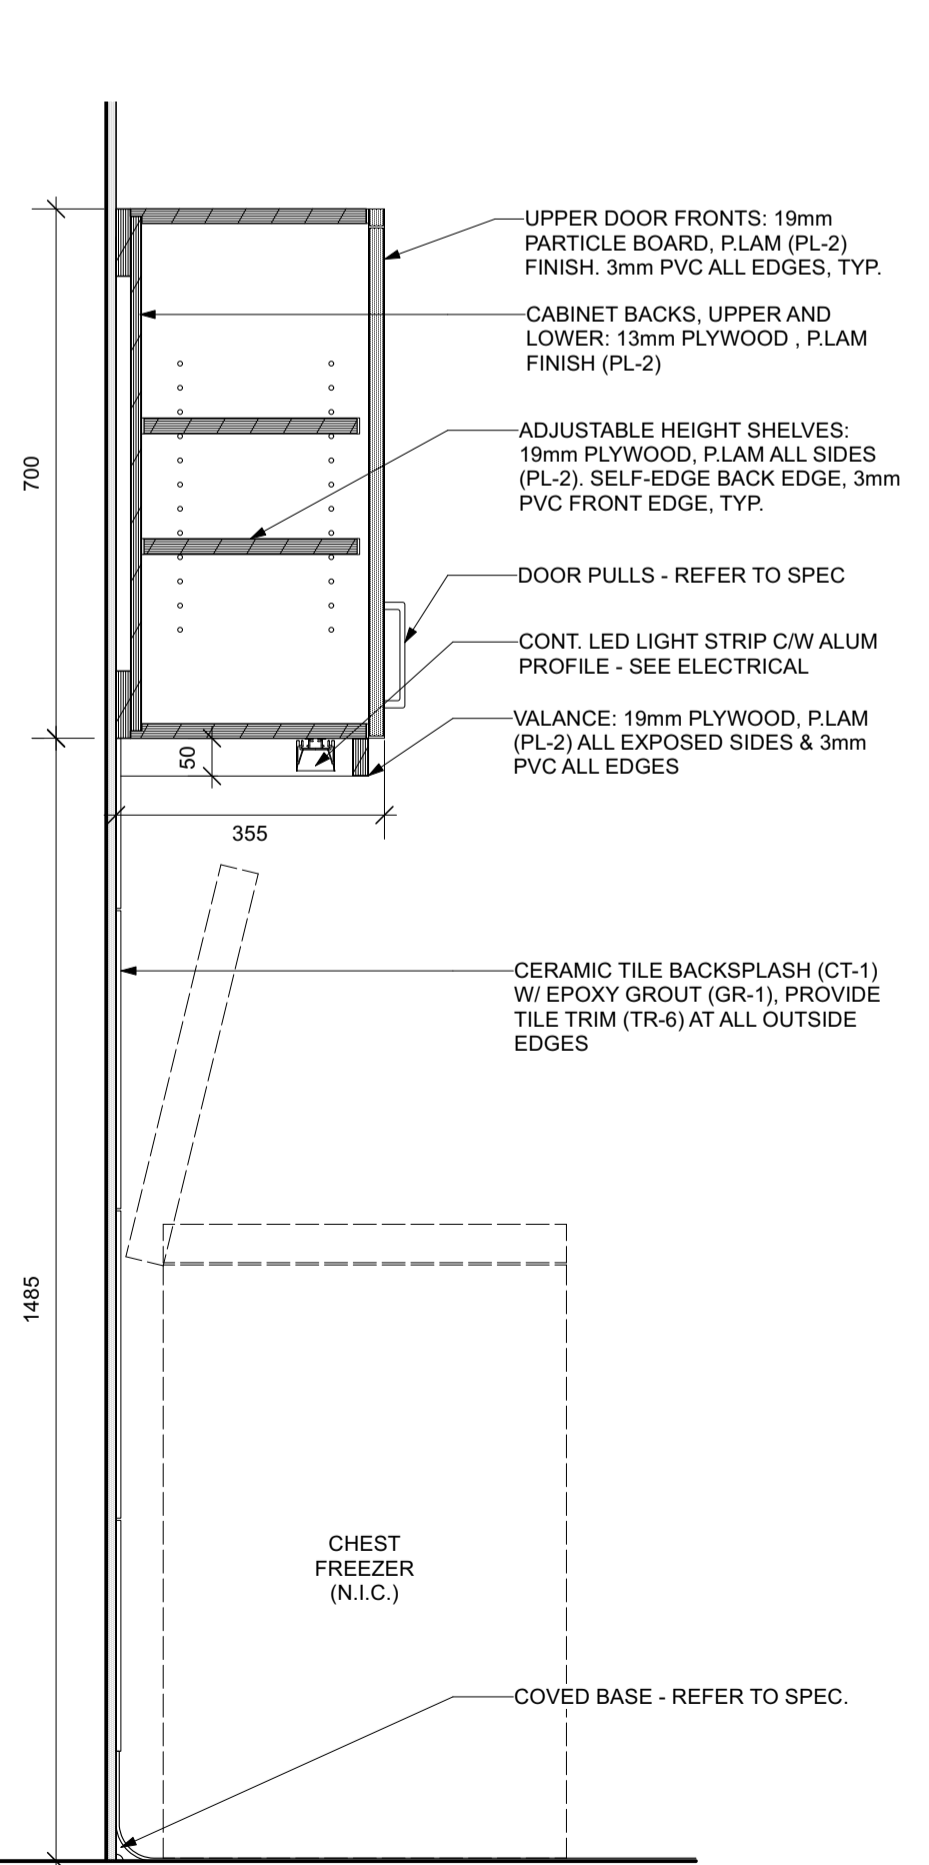 UPPER DOOR FRONTS: 19mm
PARTICLE BOARD, P.LAM (PL-2)
FINISH. 3mm PVC ALL EDGES, TYP.
CABINET BACKS, UPPER AND
LOWER: 13mm PLYWOOD , P.LAM
FINISH (PL-2)
ADJUSTABLE HEIGHT SHELVES:
19mm PLYWOOD, P.LAM ALL SIDES
(PL-2). SELF-EDGE BACK EDGE, 3mm
PVC FRONT EDGE, TYP.
700
DOOR PULLS - REFER TO SPEC
CONT. LED LIGHT STRIP C/W ALUM
PROFILE - SEE ELECTRICAL
VALANCE: 19mm PLYWOOD, P.LAM
(PL-2) ALL EXPOSED SIDES & 3mm
PVC ALL EDGES
50
355
CERAMIC TILE BACKSPLASH (CT-1)
W/ EPOXY GROUT (GR-1), PROVIDE
TILE TRIM (TR-6) AT ALL OUTSIDE
EDGES
1485
CHEST
FREEZER
(N.I.C.)
COVED BASE - REFER TO SPEC.